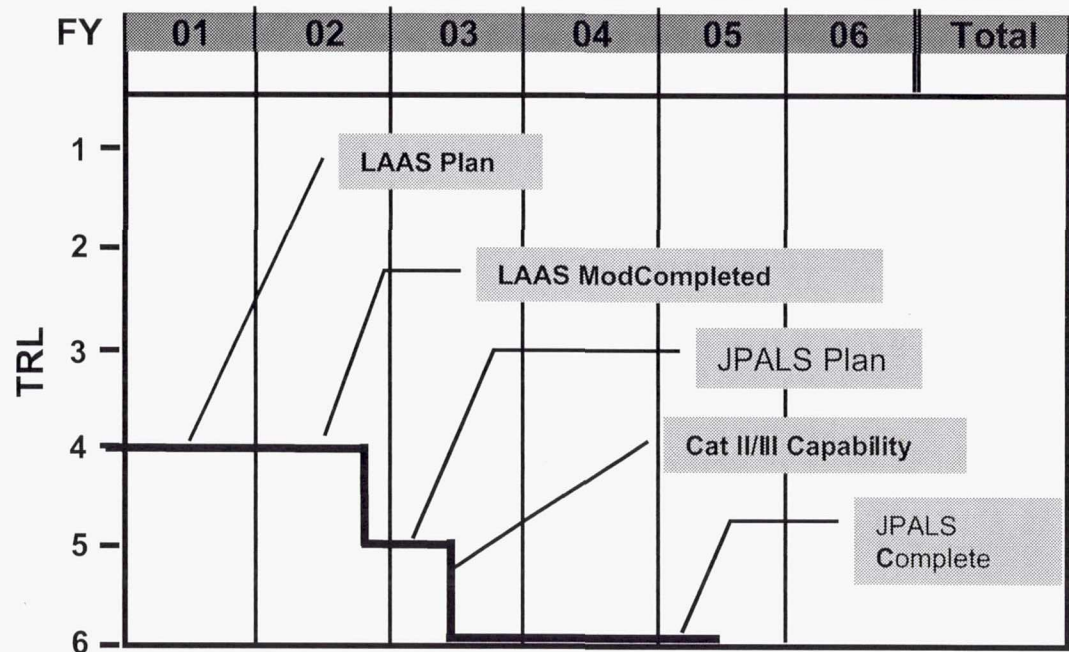 FY 01 02 03 04 05 06 Total
1
LAAS Plan
2
LAAS ModCompleted
TRL
3
JPALS Plan
4
Cat II/III Capability
5
JPALS
Complete
6